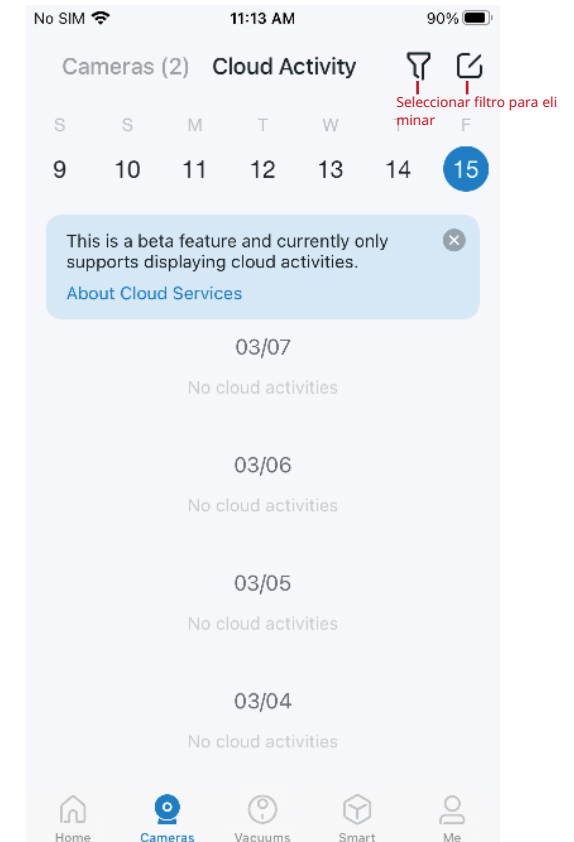 No SIM 11:13 AM 90%
Cameras (2) Cloud Activity
Seleccionar filtro para eli
minar
S S M T W T F
9 10 11 12 13 14 15
This is a beta feature and currently only
supports displaying cloud activities.
About Cloud Services
03/07
No cloud activities
03/06
No cloud activities
03/05
No cloud activities
03/04
No cloud activities
Home Cameras Vacuums Smart Me